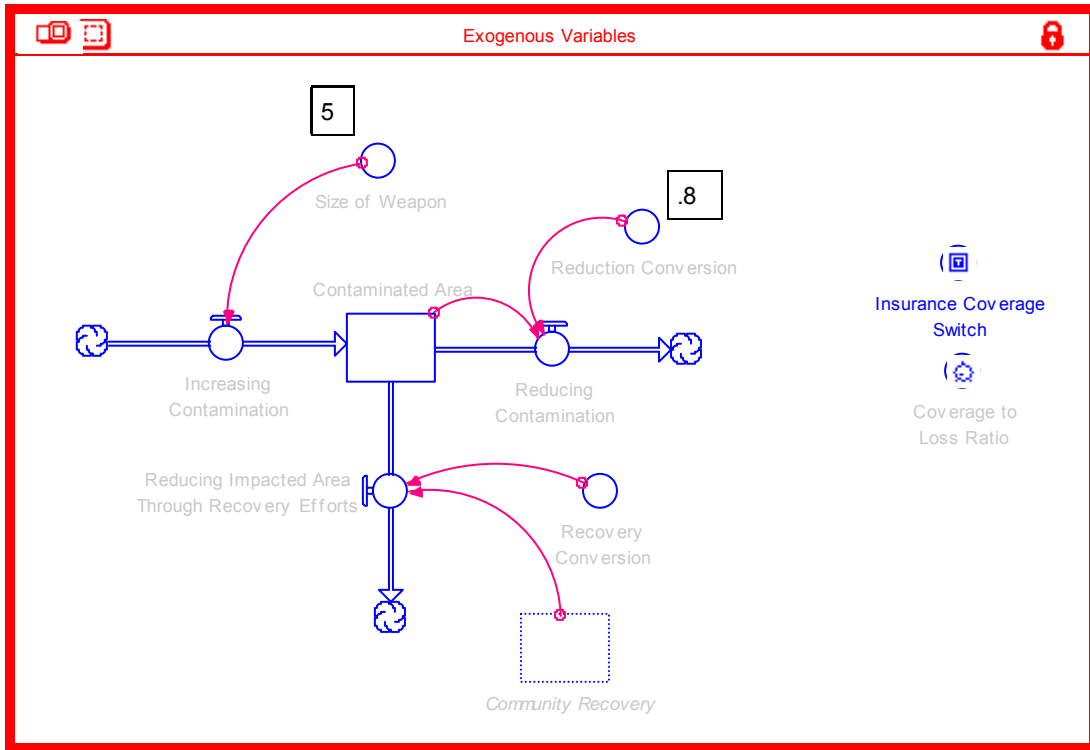 Exogenous Variables
5
Size of Weapon
.8
Reduction Conversion
Contaminated Area
Insurance Coverage
Switch
Increasing
Contamination
Reducing
Contamination
Coverage to
Loss Ratio
Reducing Impacted Area
Through Recovery Efforts
Recovery
Conversion
Community Recovery